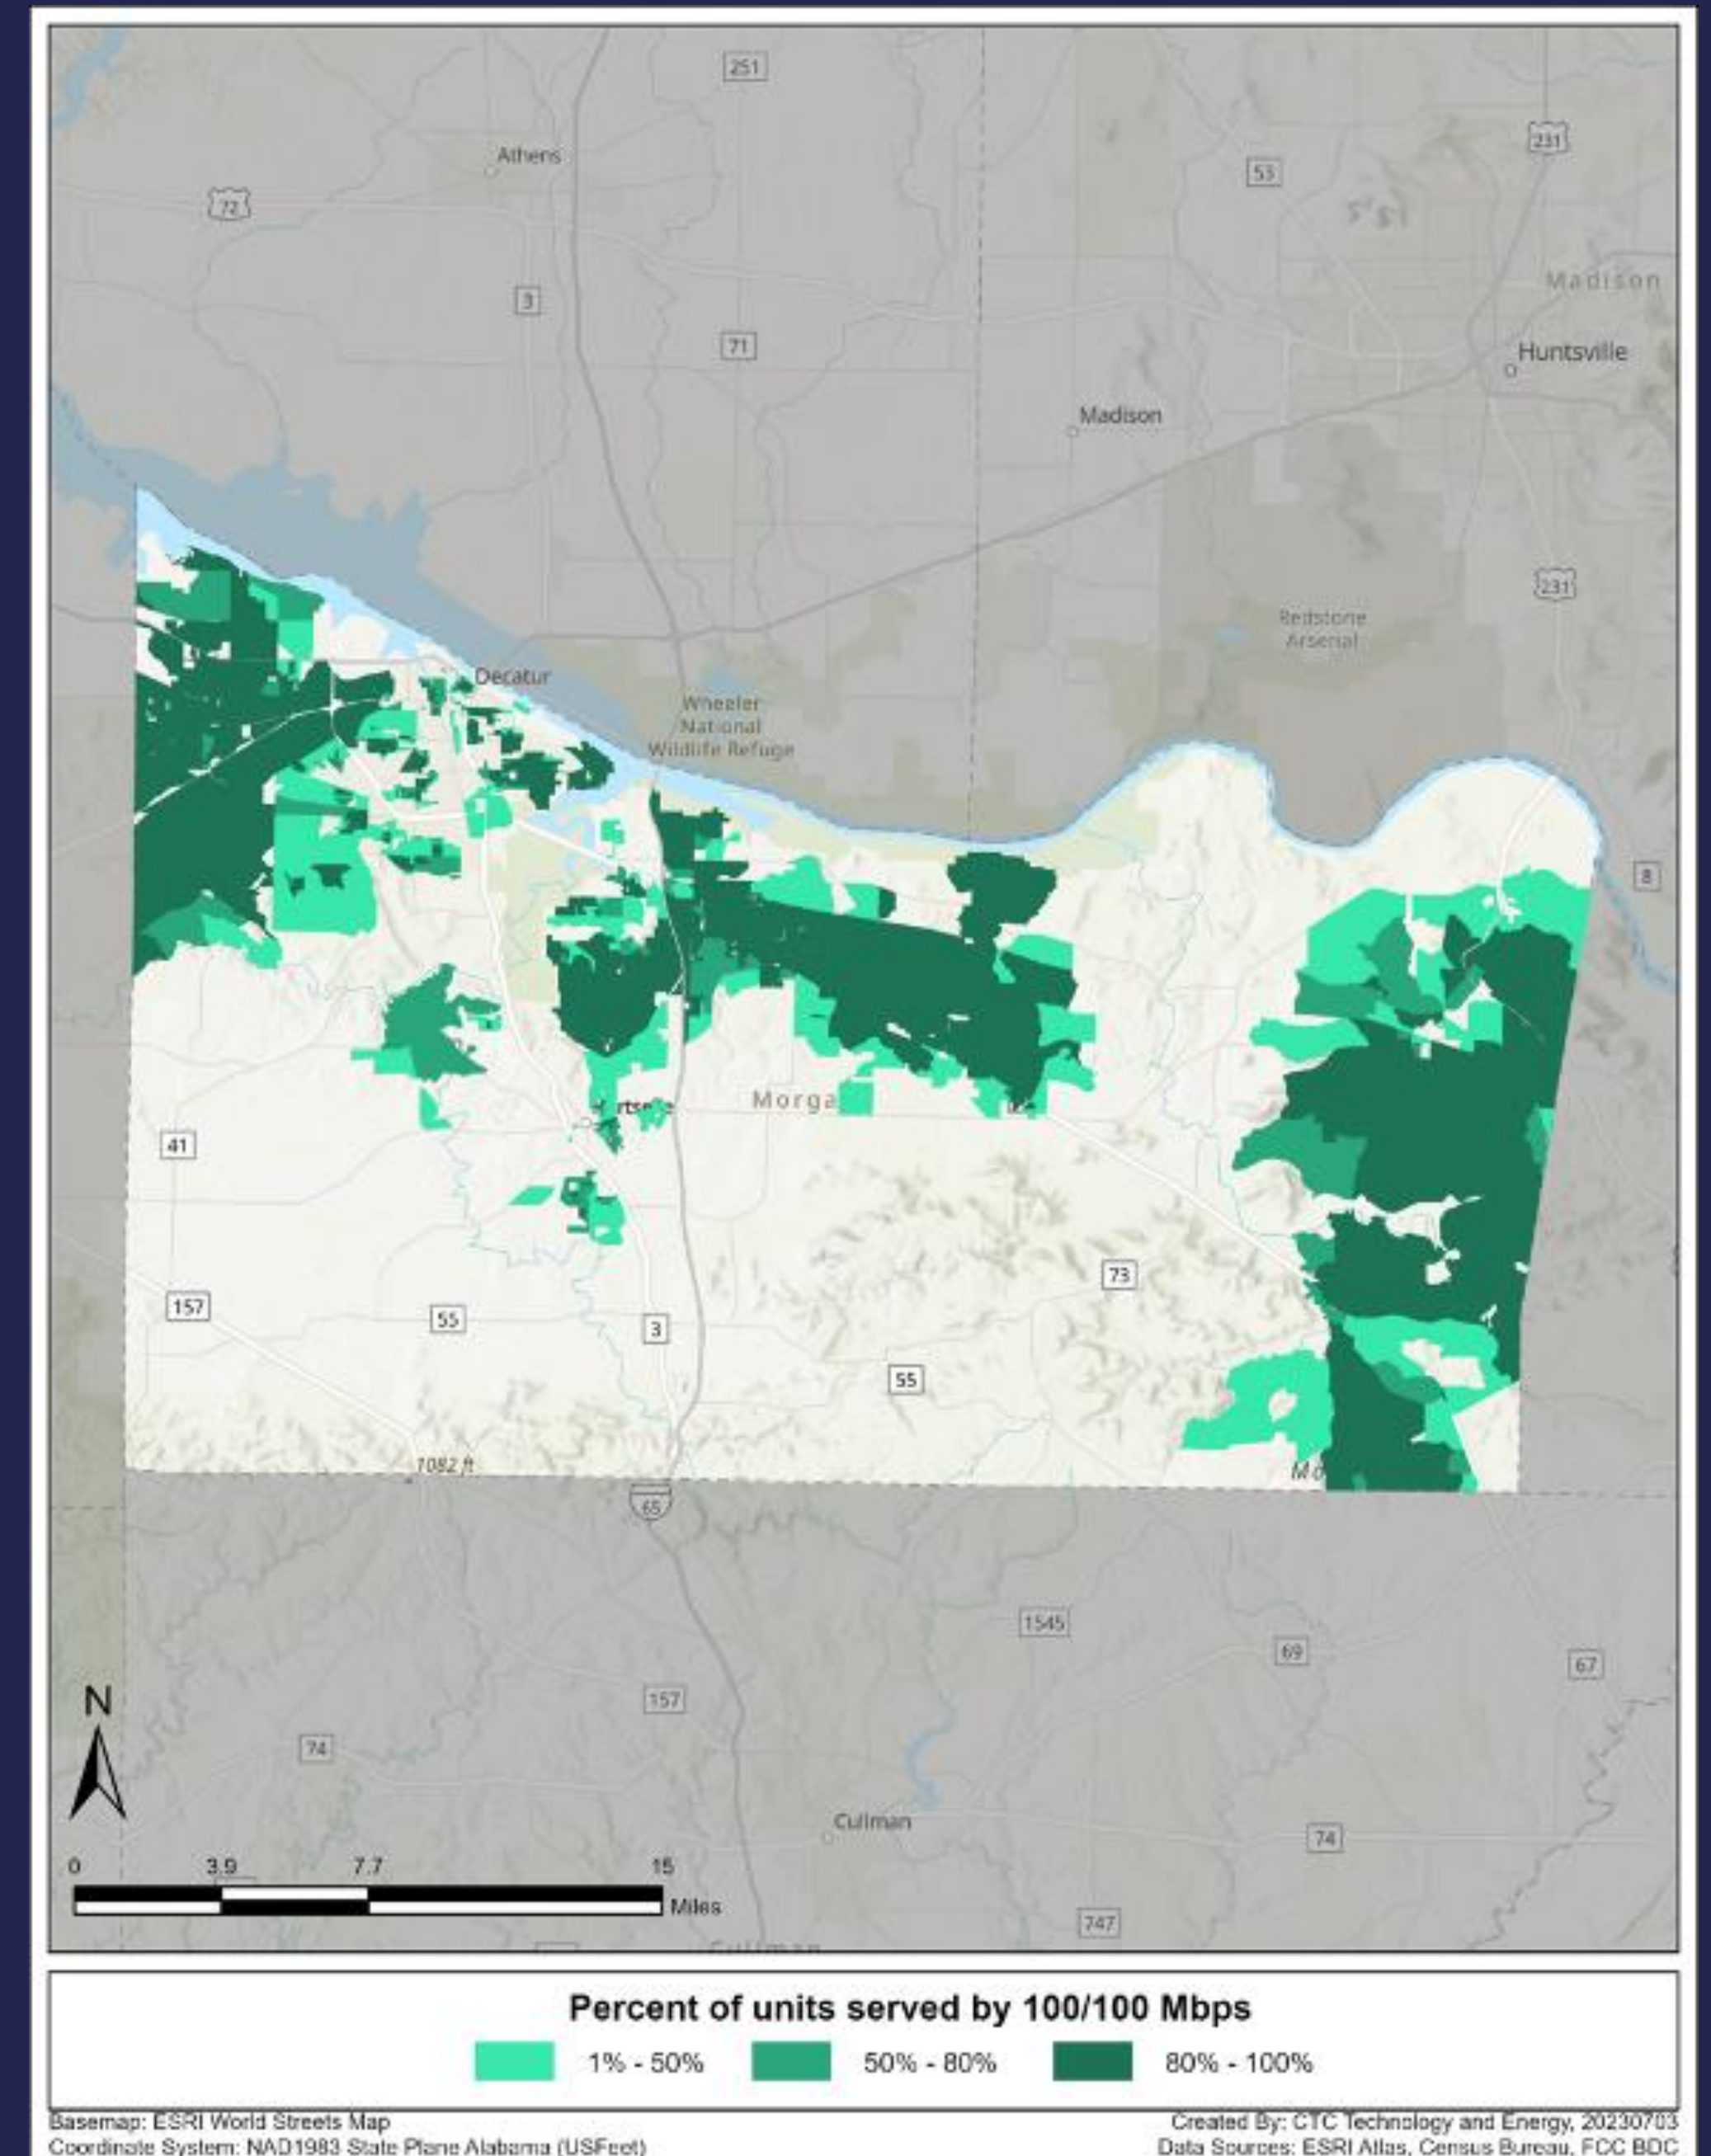 251
231
Athens
53
72
Madison
3
71
Huntsville
Madison
231
Redstone
Arsenal
Decatur
Wheeler
National
Wildlife Refuge
8
Morga
41
73
157
55
3
55
1082 ft
Mo
65
1545
69
67
N
157
74
Cullman
74
0 3.9 7.7 15
Miles
747
Cullman
Percent of units served by 100/100 Mbps
1% - 50% 50% - 80% 80% - 100%
Basemap: ESRI World Streets Map
Created By: CTC Technology and Energy, 20230703
Coordinate System: NAD1983 State Plane Alabama (USFeet)
Data Sources: ESRI Atlas, Census Bureau, FCC BDC